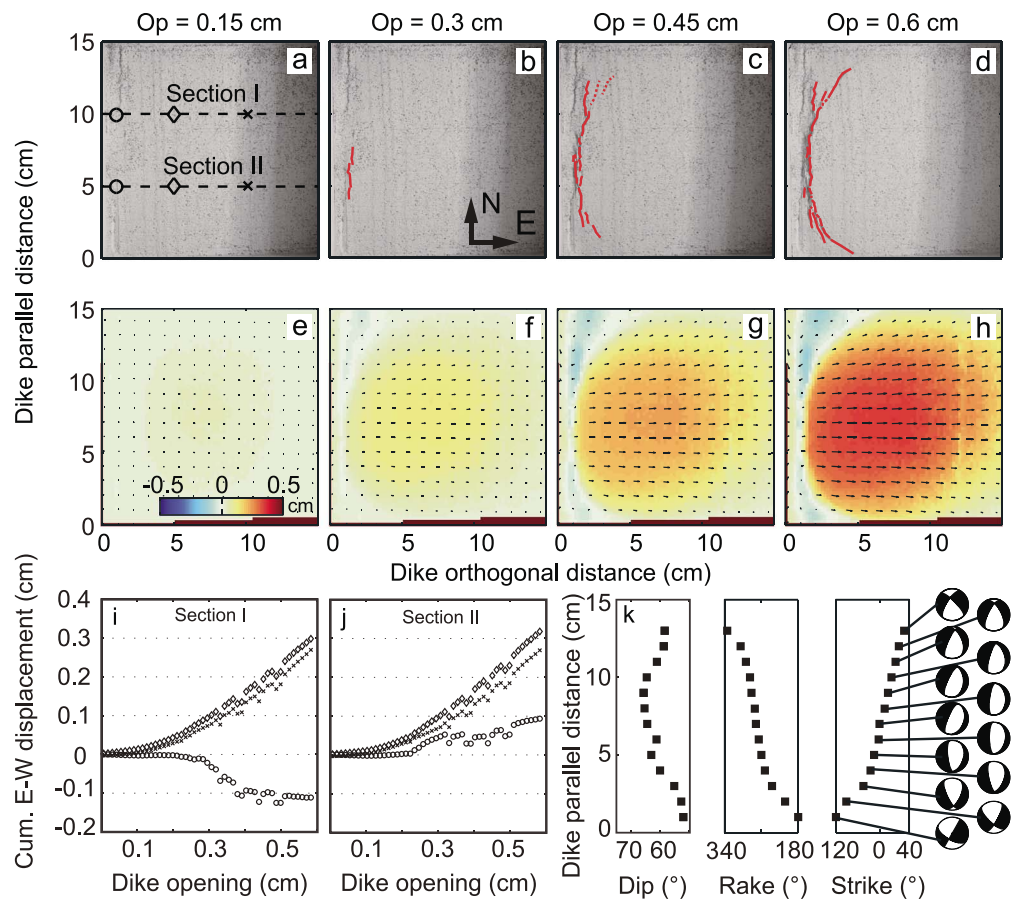 Op = 0.15 cm Op = 0.3 cm Op = 0.45 cm Op = 0.6 cm
15 a b c d
Section I
10
Section II
5
N
E
0
Dike parallel distance (cm)
15 e f g h
10
5
-0.5 0 0.5
cm
0
0 5 10 0 5 10 0 5 10 0 5 10
Dike orthogonal distance (cm)
Cum. E-W displacement (cm)
0.4 i Section I j Section II
0.3
0.2
0.1
0
-0.1
-0.2
0.1 0.3 0.5 0.1 0.3 0.5
Dike opening (cm) Dike opening (cm)
Dike parallel distance (cm)
15 k
10
5
0
70 60 340 180 120 0 40
Dip (°) Rake (°) Strike (°)